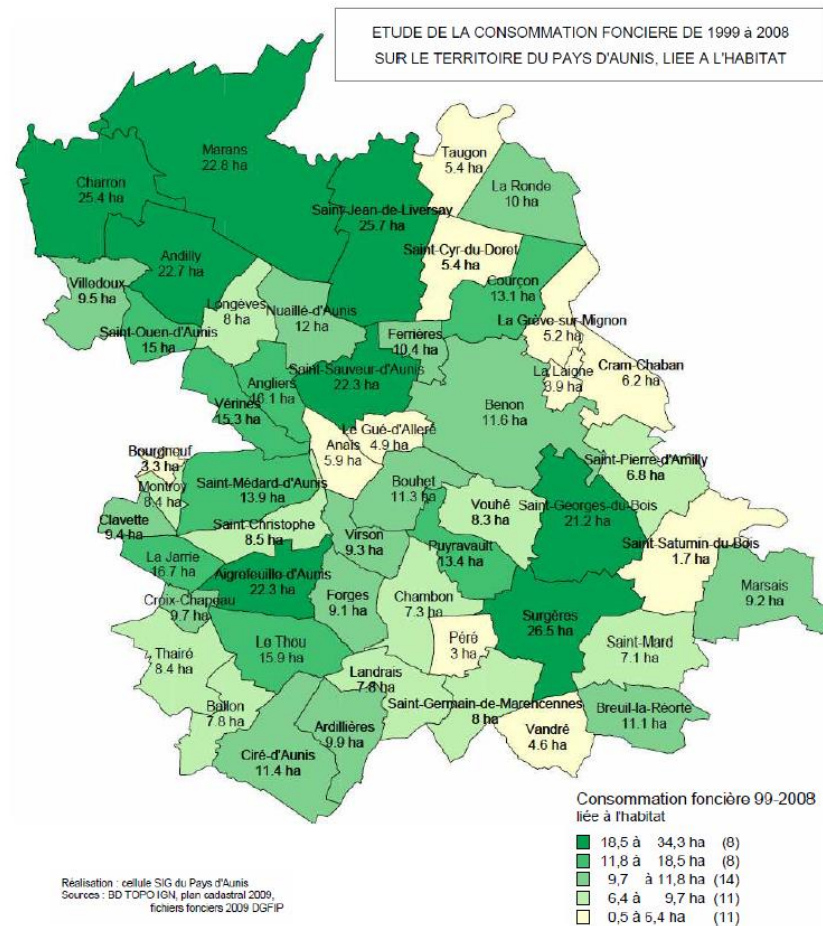 ETUDE DE LA CONSOMMATION FONCIERE DE 1999 à 2008
SUR LE TERRITOIRE DU PAYS D'AUNIS, LIEE A L'HABITAT
Marans
22.8 ha
Taugon
5.4 ha
Charron
25.4 ha
La Ronde
10 ha
Saint-Jean-de-Liversay
25.7 ha
Saint-Cyr-du-Doret
5.4 ha
Andilly
22.7 ha
Villedoux
9.5 ha
Courçon
13.1 ha
Longèves
8 ha
Nuaillé-d'Aunis
12 ha
La Grève-sur-Mignon
5.2 ha
Saint-Ouen-d'Aunis
15 ha
Ferrières
10.4 ha
Cram-Chaban
6.2 ha
Saint-Sauveur-d'Aunis
22.3 ha
La Laigne
3.9 ha
Angliers
16.1 ha
Vérines
15.3 ha
Benon
11.6 ha
Le Gué-d'Alleré
4.9 ha
Anais
5.9 ha
Bourgneuf
3.3 ha
Saint-Pierre-d'Amilly
6.8 ha
Bouhet
11.3 ha
Montroy
8.4 ha
Saint-Médard-d'Aunis
13.9 ha
Vouhé
8.3 ha
Saint-Georges-du-Bois
21.2 ha
Clavette
9.4 ha
Saint-Christophe
8.5 ha
Virson
9.3 ha
Saint-Saturnin-du-Bois
1.7 ha
La Jarrie
16.7 ha
Puyravault
13.4 ha
Aigrefeuille-d'Aunis
22.3 ha
Marsais
9.2 ha
Croix-Chapeau
9.7 ha
Forges
9.1 ha
Chambon
7.3 ha
Surgères
26.5 ha
Péré
3 ha
Saint-Mard
7.1 ha
Le Thou
15.9 ha
Thairé
8.4 ha
Landrais
7.8 ha
Ballon
7.8 ha
Saint-Germain-de-Marencennes
8 ha
Breuil-la-Réorte
11.1 ha
Ardillières
9.9 ha
Vandré
4.6 ha
Ciré-d'Aunis
11.4 ha
Consommation foncière 99-2008
liée à l'habitat
18,5 à 34,3 ha (8)
11,8 à 18,5 ha (8)
9,7 à 11,8 ha (14)
6,4 à 9,7 ha (11)
0,5 à 6,4 ha (11)
Réalisation : cellule SIG du Pays d'Aunis
Sources : BD TOPO IGN, plan cadastral 2009,
fichiers fonciers 2009 DGFIP